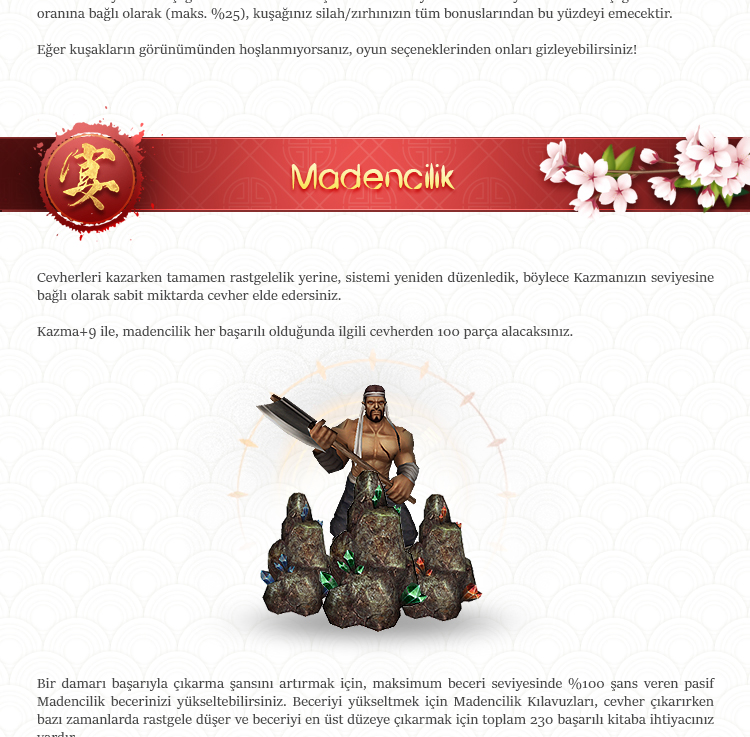 oranına bağlı olarak (maks. %25), kuşağınız silah/zırhınızın tüm bonuslarından bu yüzdeyi emecektir.
Eğer kuşakların görünümünden hoşlanmıyorsanız, oyun seçeneklerinden onları gizleyebilirsiniz!
宴
Madencilik
Cevherleri kazarken tamamen rastgelelik yerine, sistemi yeniden düzenledik, böylece Kazmanızın seviyesine
bağlı olarak sabit miktarda cevher elde edersiniz.
Kazma+9 ile, madencilik her başarılı olduğunda ilgili cevherden 100 parça alacaksınız.
Bir damarı başarıyla çıkarma şansını artırmak için, maksimum beceri seviyesinde %100 şans veren pasif
Madencilik becerinizi yükseltebilirsiniz. Beceriyi yükseltmek için Madencilik Kılavuzları, cevher çıkarırken
bazı zamanlarda rastgele düşer ve beceriyi en üst düzeye çıkarmak için toplam 230 başarılı kitaba ihtiyacınız